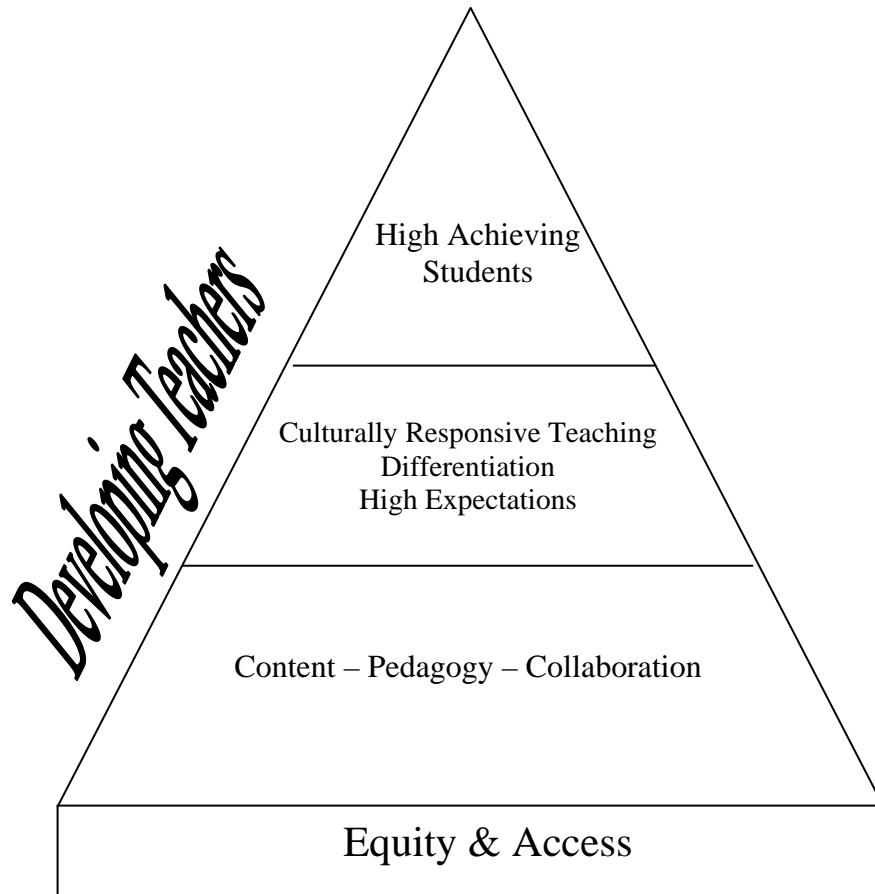 Developing Teachers
High Achieving
Students
Culturally Responsive Teaching
Differentiation
High Expectations
Content – Pedagogy – Collaboration
Equity & Access